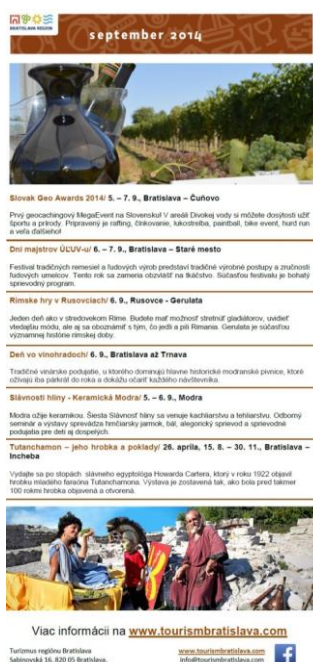 BRATISLAVA REGION
september 2014
Slovak Geo Awards 2014/ 5. – 7. 9., Bratislava – Čuňovo
Prvý geocachingový MegaEvent na Slovensku! V areáli Divokej vody si môžete dosýtosti užiť
športu a prírody. Pripravený je rafting, člnkovanie, lukostreľba, paintball, bike event, hurd run
a veľa ďalšieho!
Dni majstrov ÚĽUV-u/ 6. – 7. 9., Bratislava – Staré mesto
Festival tradičných remesiel a ľudových výrob predstaví tradičné výrobné postupy a zručnosti
ľudových umelcov. Tento rok sa zameria obzvlášť na tkáčstvo. Súčasťou festivalu je bohatý
sprievodný program.
Rímske hry v Rusovciach/ 6. 9., Rusovce - Gerulata
Jeden deň ako v stredovekom Ríme. Budete mať možnosť stretnúť gladiátorov, uvidieť
vtedajšiu módu, ale aj sa oboznámiť s tým, čo jedli a pili Rimania. Gerulata je súčasťou
významnej histórie rímskej doby.
Deň vo vinohradoch/ 6. 9., Bratislava až Trnava
Tradičné vinárske podujatie, u ktorého dominujú hlavne historické modranské pivnice, ktoré
ožívajú iba párkrát do roka a dokážu očariť každého návštevníka.
Slávnosti hliny - Keramická Modra/ 5. – 6. 9., Modra
Modra ožije keramikou. Šiesta Slávnosť hliny sa venuje kachliarstvu a tehliarstvu. Odborný
seminár a výstavy sprevádza hrnčiarsky jarmok, bál, alegorický sprievod a sprievodné
podujatia pre deti aj dospelých.
Tutanchamon – jeho hrobka a poklady/ 26. apríla, 15. 8. – 30. 11., Bratislava –
Incheba
Vydajte sa po stopách slávneho egyptológa Howarda Cartera, ktorý v roku 1922 objavil
hrobku mladého faraóna Tutanchamona. Výstava je zostavená tak, ako bola pred takmer
100 rokmi hrobka objavená a otvorená.
Viac informácii na www.tourismbratislava.com
Turizmus regiónu Bratislava
Sabinovská 16, 820 05 Bratislava,
www.tourismbratislava.com
info@tourismbratislava.com
f